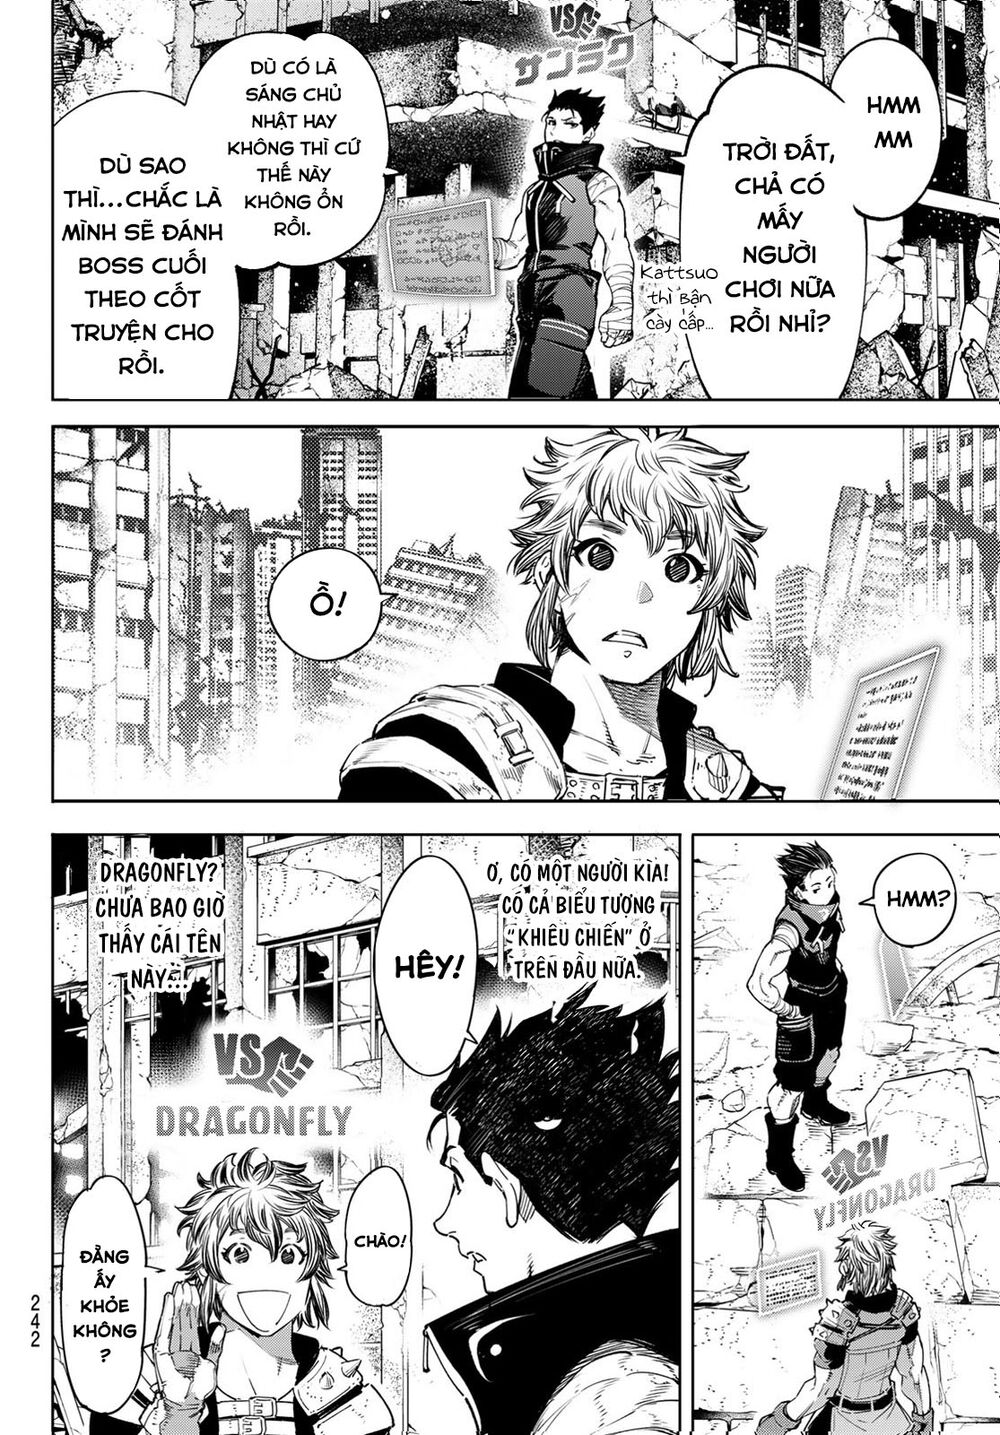 HMM
MM
TRỜI ĐẤT,
CHẢ CÓ
MẤY
NGƯỜI
CHƠI NỮA
RỒI NHỈ?
VS
サンラク
Kattsuo
thì bận
cày cấp...
DÙ CÓ LÀ
SÁNG CHỦ
NHẬT HAY
KHÔNG THÌ CỨ
THẾ NÀY
KHÔNG ỔN
RỒI.
DÙ SAO
THÌ...CHẮC LÀ
MÌNH SẼ ĐÁNH
BOSS CUỐI
THEO CỐT
TRUYỆN CHO
RỒI.
Ồ!
HMM?
VS
DRAGONFLY
Ơ, CÓ MỘT NGƯỜI KÌA!
CÓ CẢ BIỂU TƯỢNG
“KHIÊU CHIẾN” Ở
TRÊN ĐẦU NỮA.
HÊY!
DRAGONFLY?
CHƯA BAO GIỜ
THẤY CÁI TÊN
NÀY...
VS
DRAGONFLY
CHÀO!
ĐẰNG
ẤY
KHỎE
KHÔNG
?
242